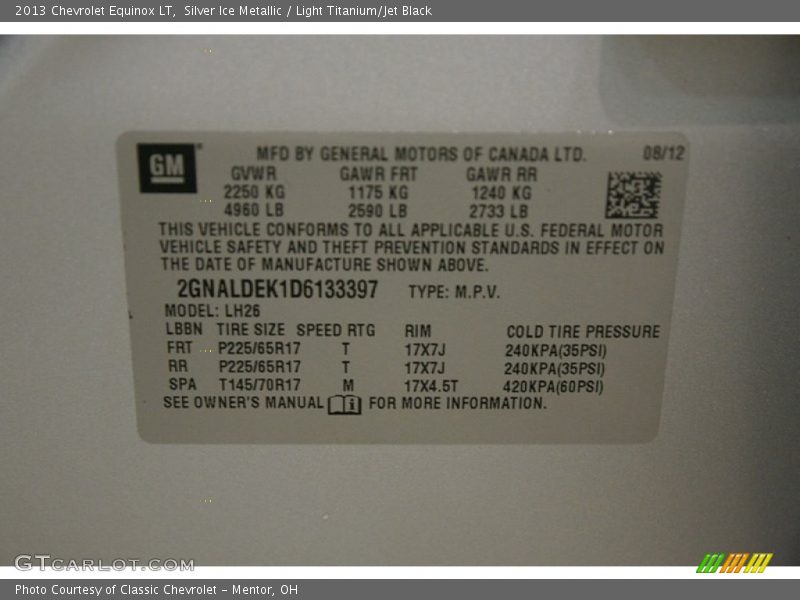 2013 Chevrolet Equinox LT,  Silver Ice Metallic / Light Titanium/Jet Black
GM
MFD BY GENERAL MOTORS OF CANADA LTD. 08/12
GVWR GAWR FRT GAWR RR
2250 KG 1175 KG 1240 KG
4960 LB 2590 LB 2733 LB
THIS VEHICLE CONFORMS TO ALL APPLICABLE U.S. FEDERAL MOTOR
VEHICLE SAFETY AND THEFT PREVENTION STANDARDS IN EFFECT ON
THE DATE OF MANUFACTURE SHOWN ABOVE.
2GNALDEK1D6133397 TYPE: M.P.V.
MODEL: LH26
LBBN TIRE SIZE SPEED RTG RIM COLD TIRE PRESSURE
FRT P225/65R17 T 17X7J 240KPA(35PSI)
RR P225/65R17 T 17X7J 240KPA(35PSI)
SPA T145/70R17 M 17X4.5T 420KPA(60PSI)
SEE OWNER'S MANUAL FOR MORE INFORMATION.
GTCARLOT.COM
Photo Courtesy of Classic Chevrolet - Mentor, OH